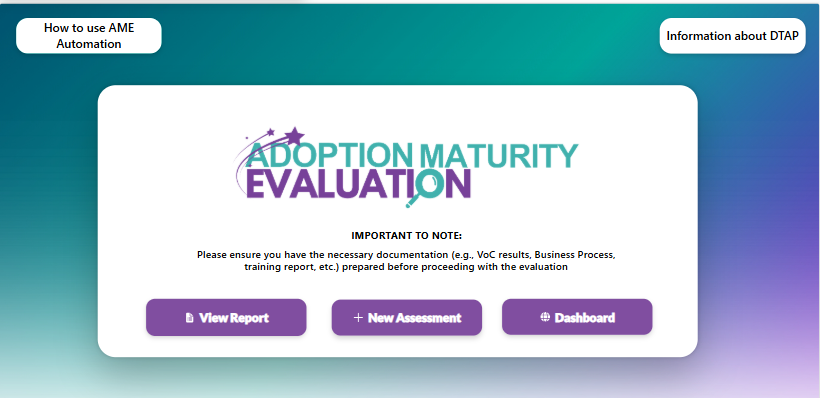 How to use AME
Automation
Information about DTAP
ADOPTION MATURITY
EVALUATION
IMPORTANT TO NOTE:
Please ensure you have the necessary documentation (e.g., VoC results, Business Process,
training report, etc.) prepared before proceeding with the evaluation
View Report
New Assessment
Dashboard